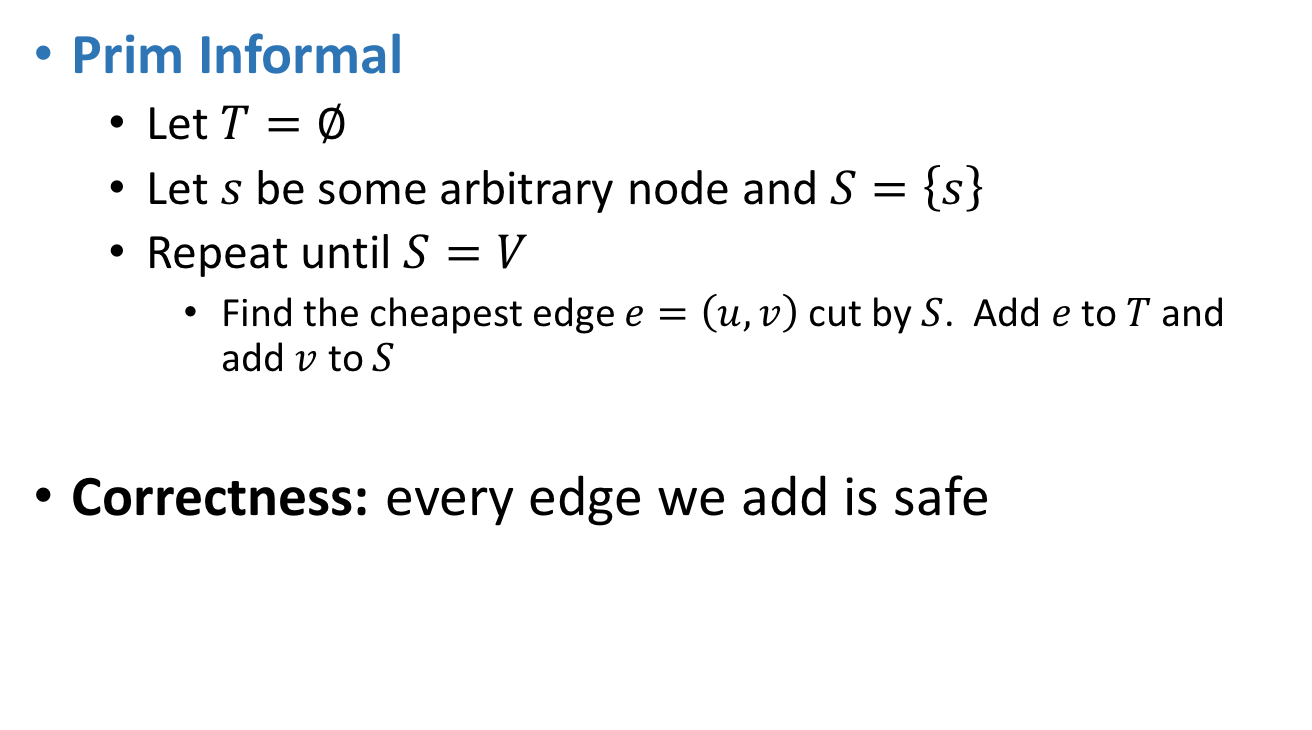 • Prim Informal
• Let 𝑇 = ∅
• Let 𝑠 be some arbitrary node and 𝑆 = {𝑠}
• Repeat until 𝑆 = 𝑉
• Find the cheapest edge 𝑒 = (𝑢, 𝑣) cut by 𝑆. Add 𝑒 to 𝑇 and
add 𝑣 to 𝑆
• Correctness: every edge we add is safe